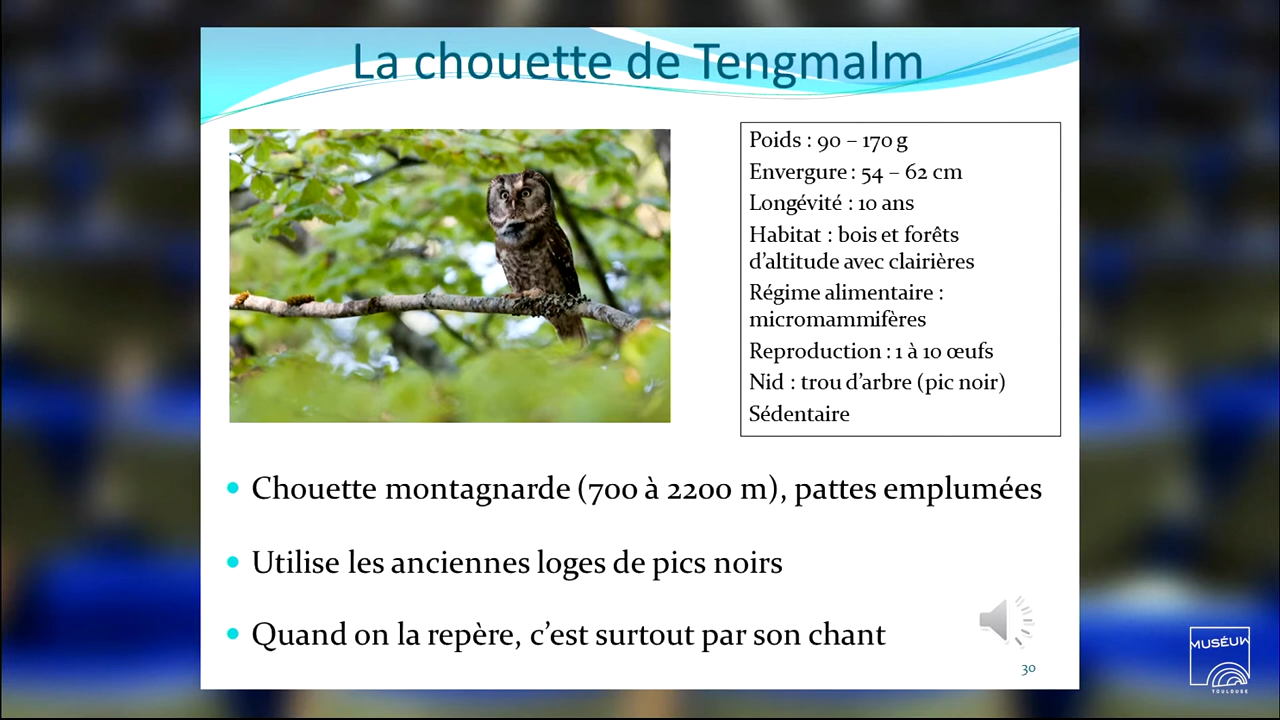 La chouette de Tengmalm
Poids : 90 – 170 g
Envergure : 54 – 62 cm
Longévité : 10 ans
Habitat : bois et forêts
d’altitude avec clairières
Régime alimentaire :
micromammifères
Reproduction : 1 à 10 œufs
Nid : trou d’arbre (pic noir)
Sédentaire
• Chouette montagnarde (700 à 2200 m), pattes emplumées
• Utilise les anciennes loges de pics noirs
• Quand on la repère, c’est surtout par son chant
30
MUSÉUM
TOULOUSE